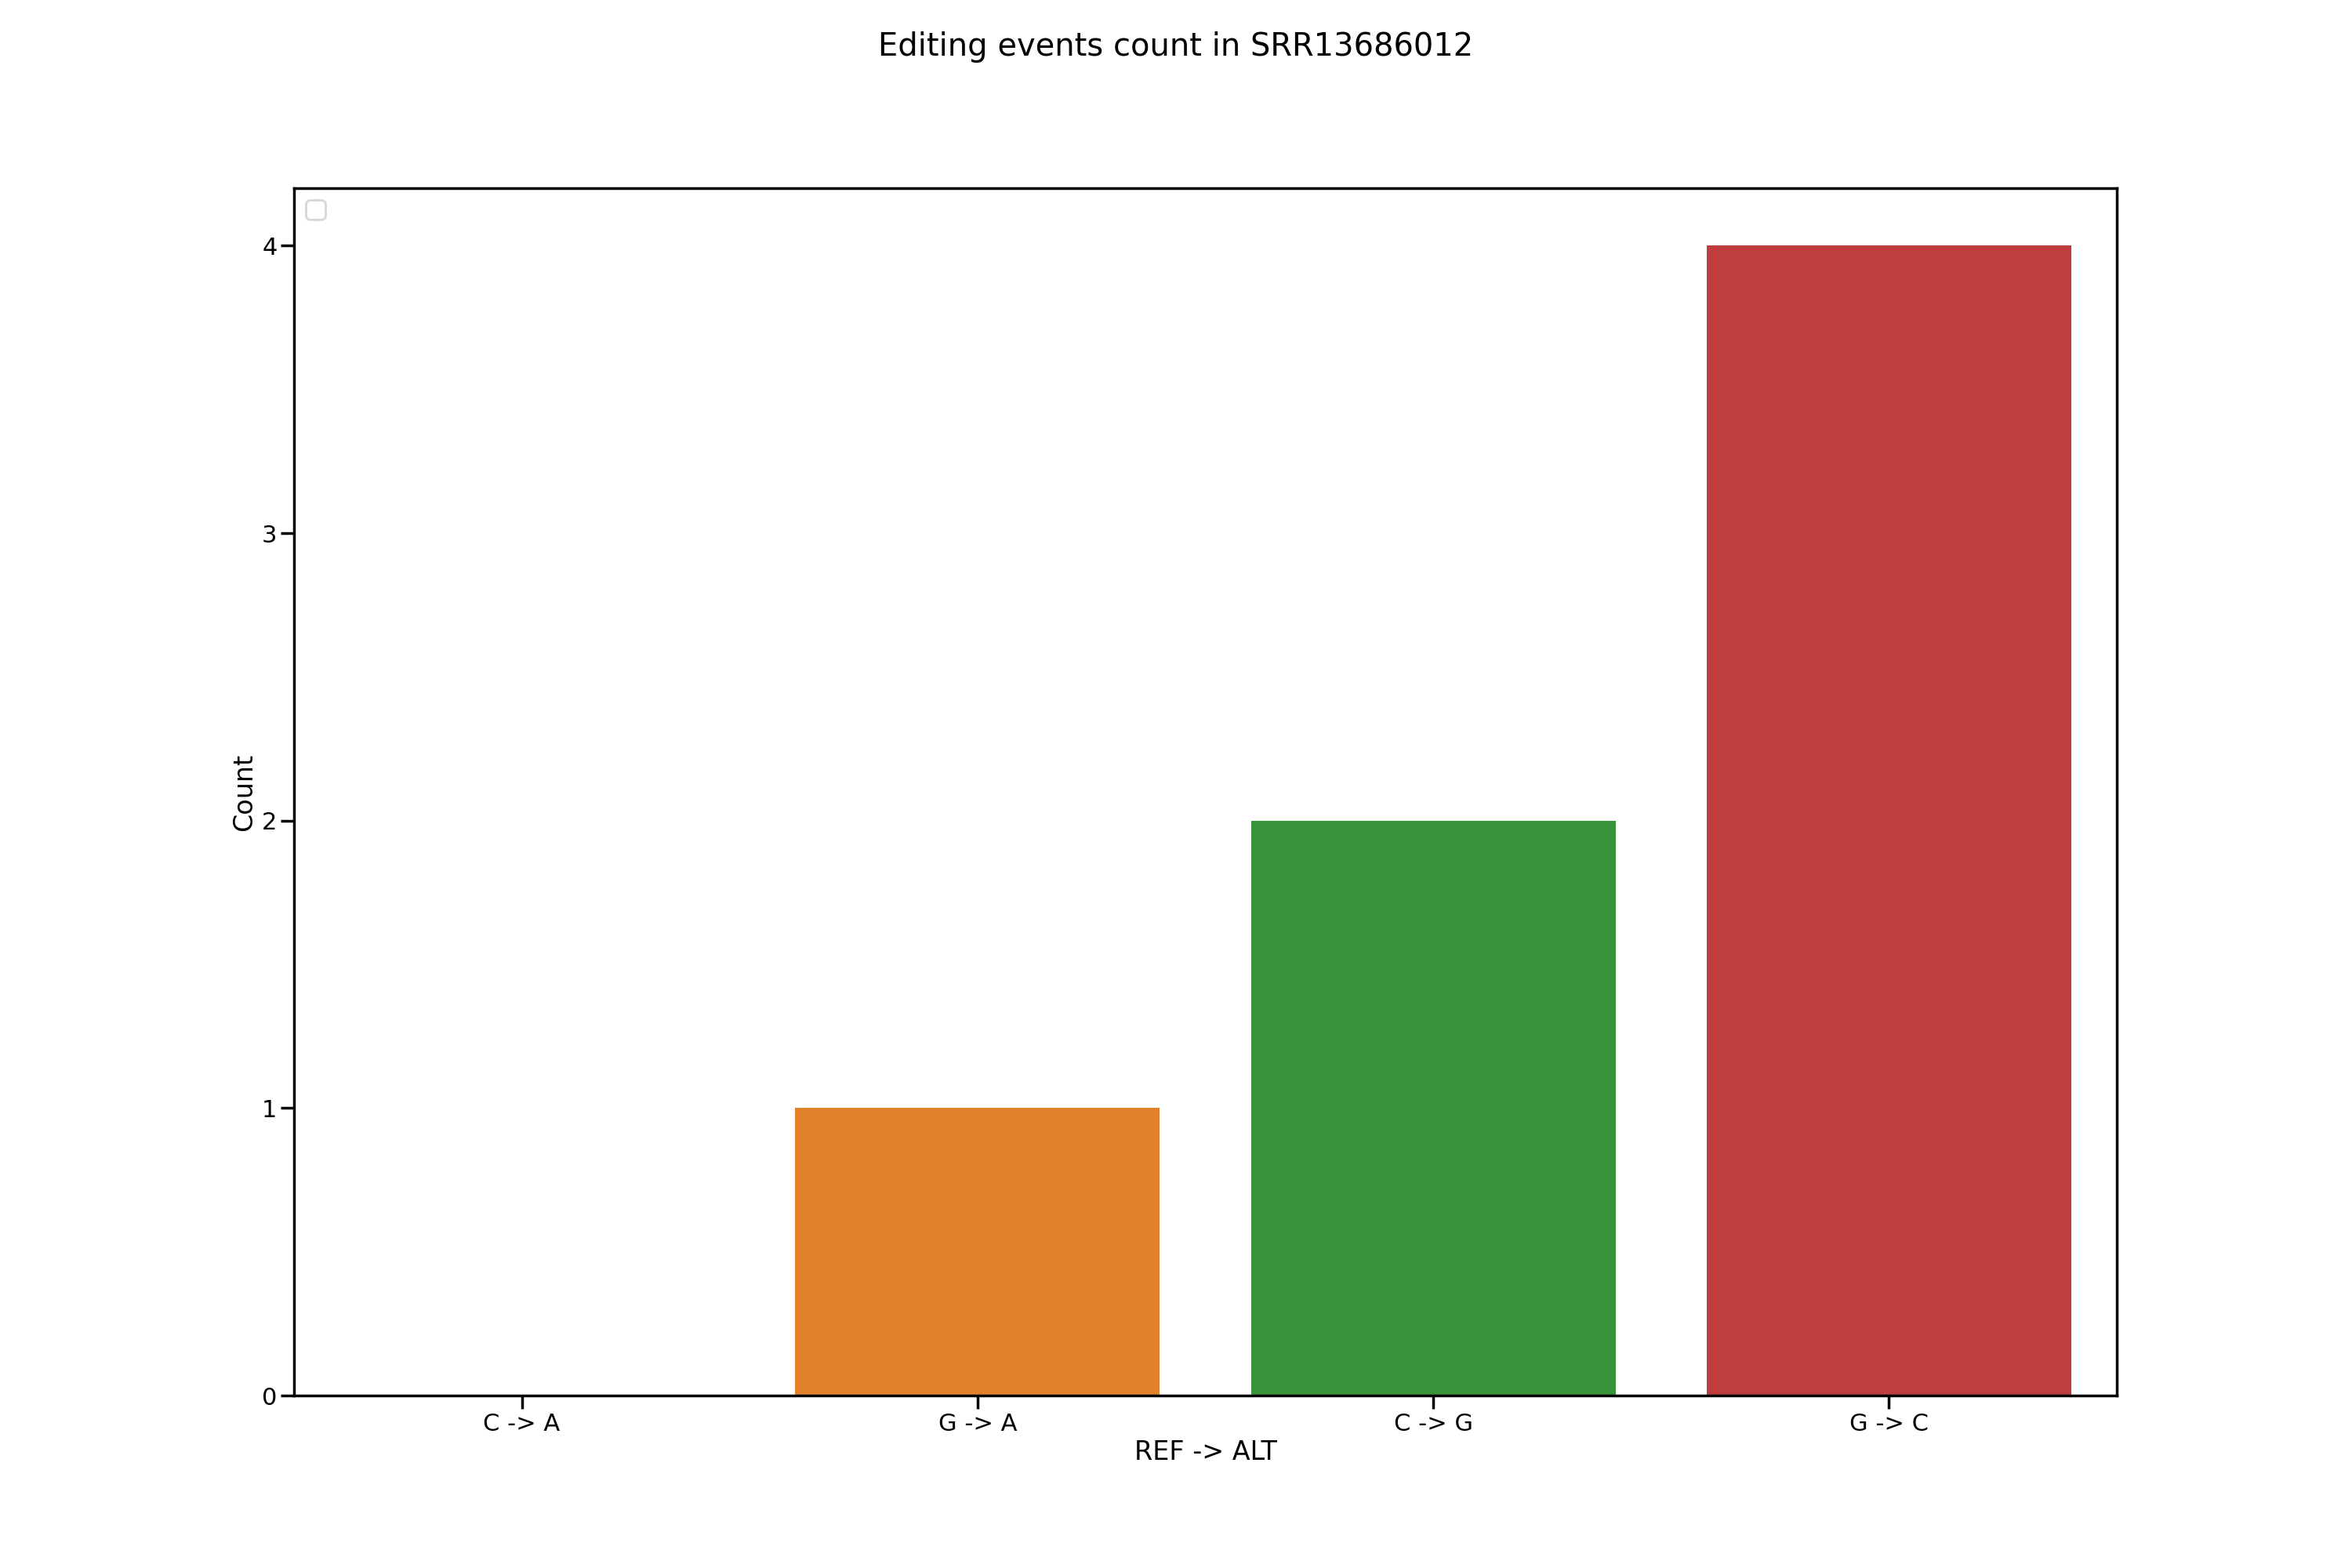 Editing events count in SRR13686012
4
3
2
1
0
Count
C -> A
G -> A
C -> G
G -> C
REF -> ALT